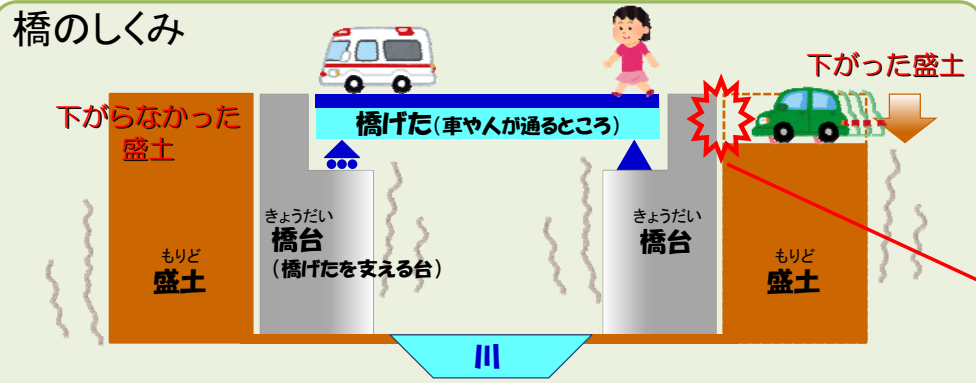 橋のしくみ
下がった盛土
下がらなかった
盛土
橋げた(車や人が通るところ)
きょうだい
橋台
(橋げたを支える台)
きょうだい
橋台
もりど
盛土
もりど
盛土
川